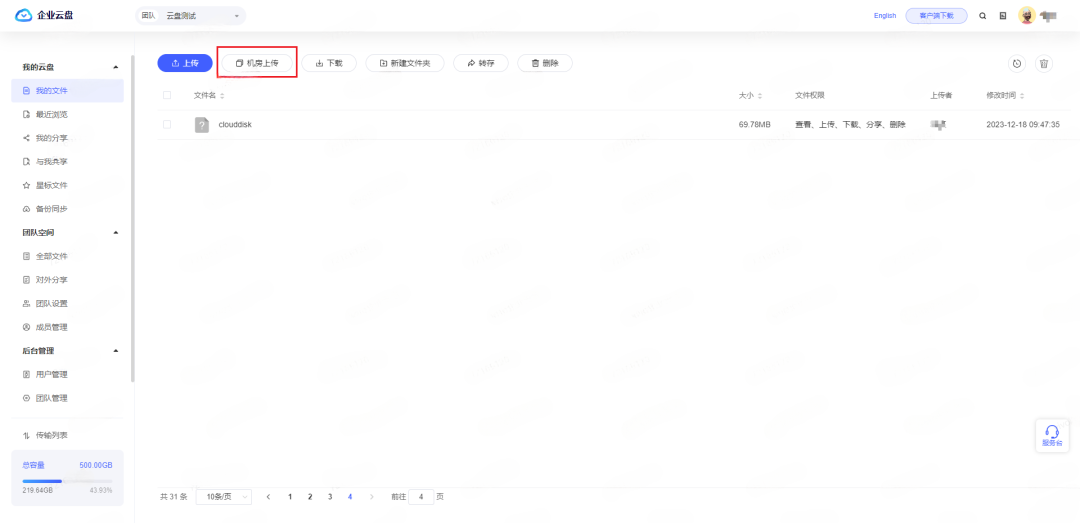 企业云盘
团队 云盘测试
English 客户端下载
我的云盘
我的文件
最近浏览
我的分享
与我共享
星标文件
备份同步
团队空间
全部文件
对外分享
团队设置
成员管理
后台管理
用户管理
团队管理
传输列表
总容量 500.00GB
219.64GB 43.93%
上传 机房上传 下载 新建文件夹 转存 删除
文件名 大小 文件权限 上传者 修改时间
clouddisk 69.78MB 查看、上传、下载、分享、删除 2023-12-18 09:47:35
服务台
共 31 条 10条/页 1 2 3 4 前往 4 页